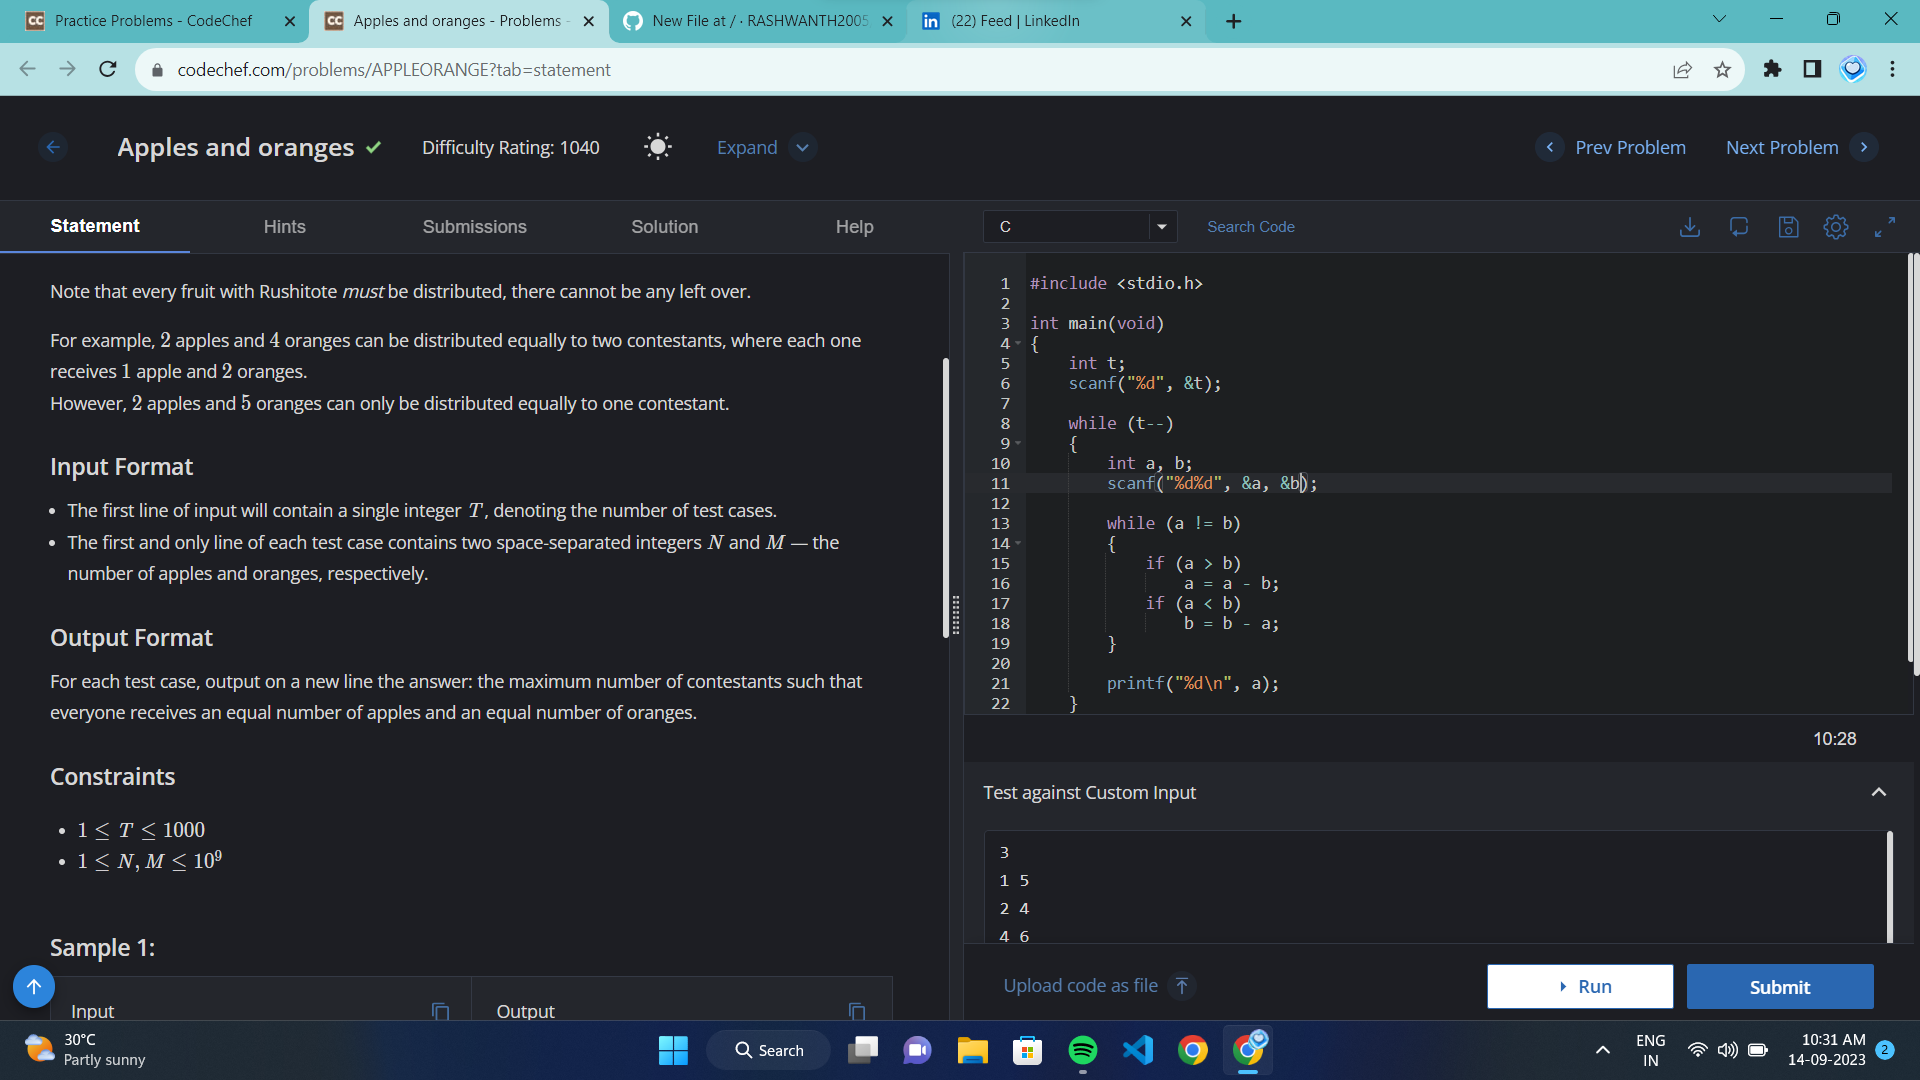 Practice Problems - CodeChef
Apples and oranges - Problems -
New File at / · RASHWANTH2005
(22) Feed | LinkedIn
codechef.com/problems/APPLEORANGE?tab=statement
Apples and oranges
Difficulty Rating: 1040
Expand
Prev Problem
Next Problem
Statement
Hints
Submissions
Solution
Help
Note that every fruit with Rushitote must be distributed, there cannot be any left over.
For example, 2 apples and 4 oranges can be distributed equally to two contestants, where each one
receives 1 apple and 2 oranges.
However, 2 apples and 5 oranges can only be distributed equally to one contestant.
Input Format
• The first line of input will contain a single integer T, denoting the number of test cases.
• The first and only line of each test case contains two space-separated integers N and M — the
number of apples and oranges, respectively.
Output Format
For each test case, output on a new line the answer: the maximum number of contestants such that
everyone receives an equal number of apples and an equal number of oranges.
Constraints
• 1 ≤ T ≤ 1000
• 1 ≤ N, M ≤ 10⁹
Sample 1:
Input
Output
C
Search Code
1 #include <stdio.h>
2
3 int main(void)
4 {
5     int t;
6     scanf("%d", &t);
7
8     while (t--)
9     {
10         int a, b;
11         scanf("%d%d", &a, &b);
12
13         while (a != b)
14         {
15             if (a > b)
16                 a = a - b;
17             if (a < b)
18                 b = b - a;
19         }
20
21         printf("%d\n", a);
22     }
10:28
Test against Custom Input
3
1 5
2 4
4 6
Upload code as file
Run
Submit
30°C
Partly sunny
Search
ENG
IN
10:31 AM
14-09-2023
2